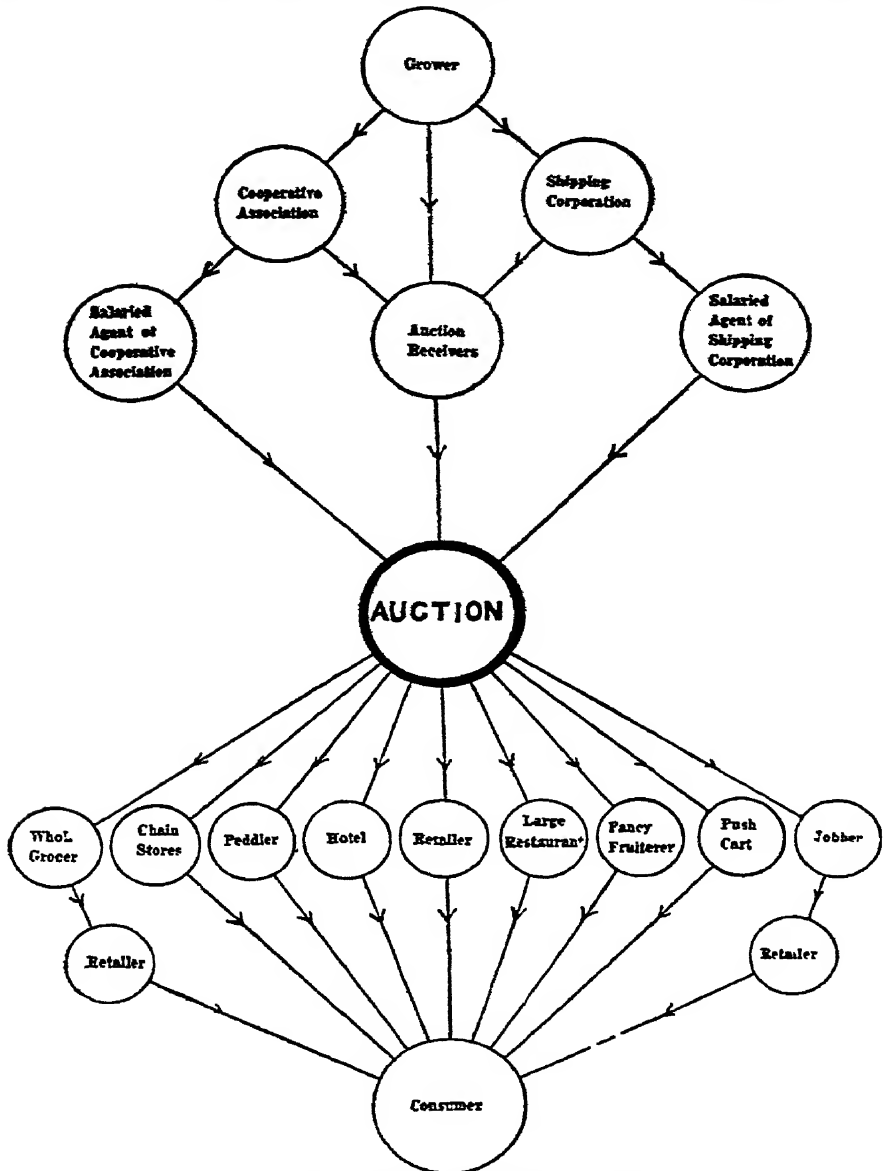 Grower
Cooperative
Association
Shipping
Corporation
Salaried
Agent of
Cooperative
Association
Auction
Receivers
Salaried
Agent of
Shipping
Corporation
AUCTION
Whol.
Grocer
Chain
Stores
Peddler
Hotel
Retailer
Large
Restaurant
Fancy
Fruiterer
Push
Cart
Jobber
Retailer
Retailer
Consumer